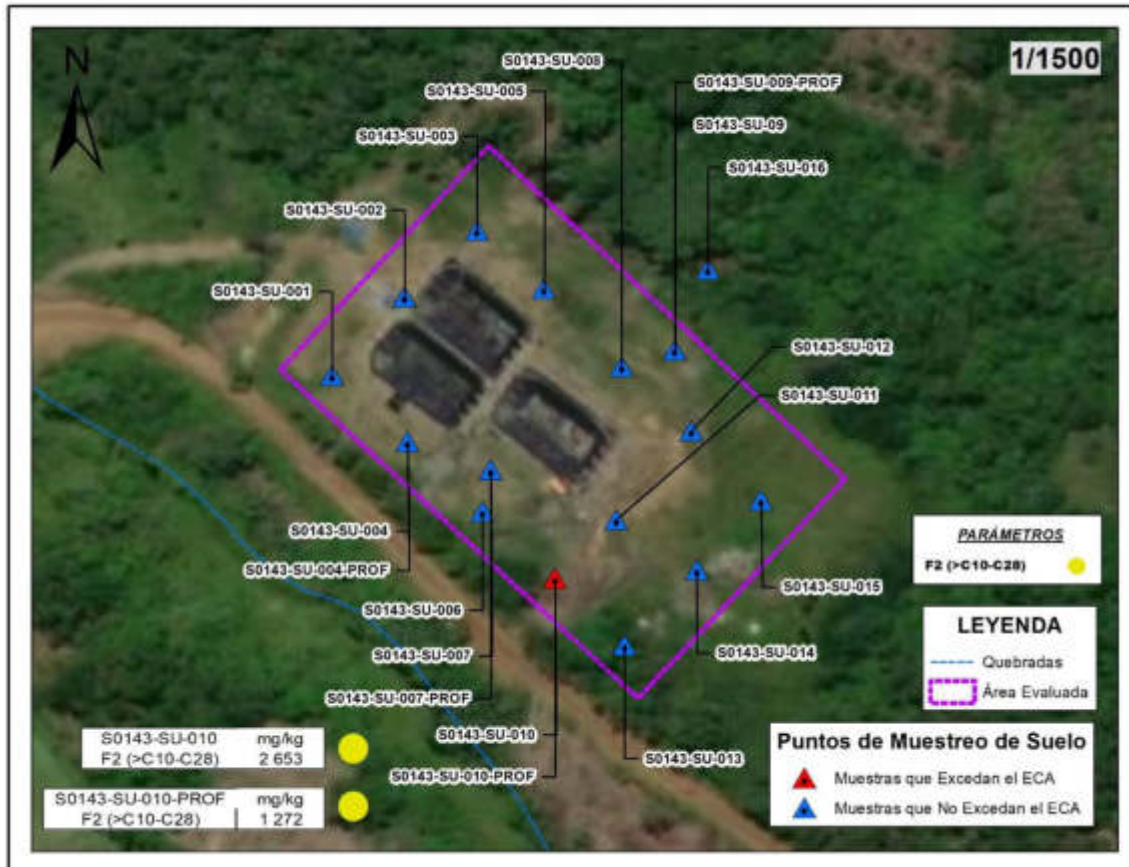 N
1/1500
S0143-SU-008
S0143-SU-009-PROF
S0143-SU-005
S0143-SU-09
S0143-SU-003
S0143-SU-016
S0143-SU-002
S0143-SU-001
S0143-SU-012
S0143-SU-011
S0143-SU-004
S0143-SU-004-PROF
S0143-SU-015
S0143-SU-006
S0143-SU-014
S0143-SU-007
S0143-SU-007-PROF
S0143-SU-010
S0143-SU-013
S0143-SU-010-PROF
PARÁMETROS
F2 (>C10-C28)
LEYENDA
Quebradas
Área Evaluada
Puntos de Muestreo de Suelo
Muestras que Excedan el ECA
Muestras que No Excedan el ECA
S0143-SU-010 mg/kg
F2 (>C10-C28) 2 653
S0143-SU-010-PROF mg/kg
F2 (>C10-C28) 1 272